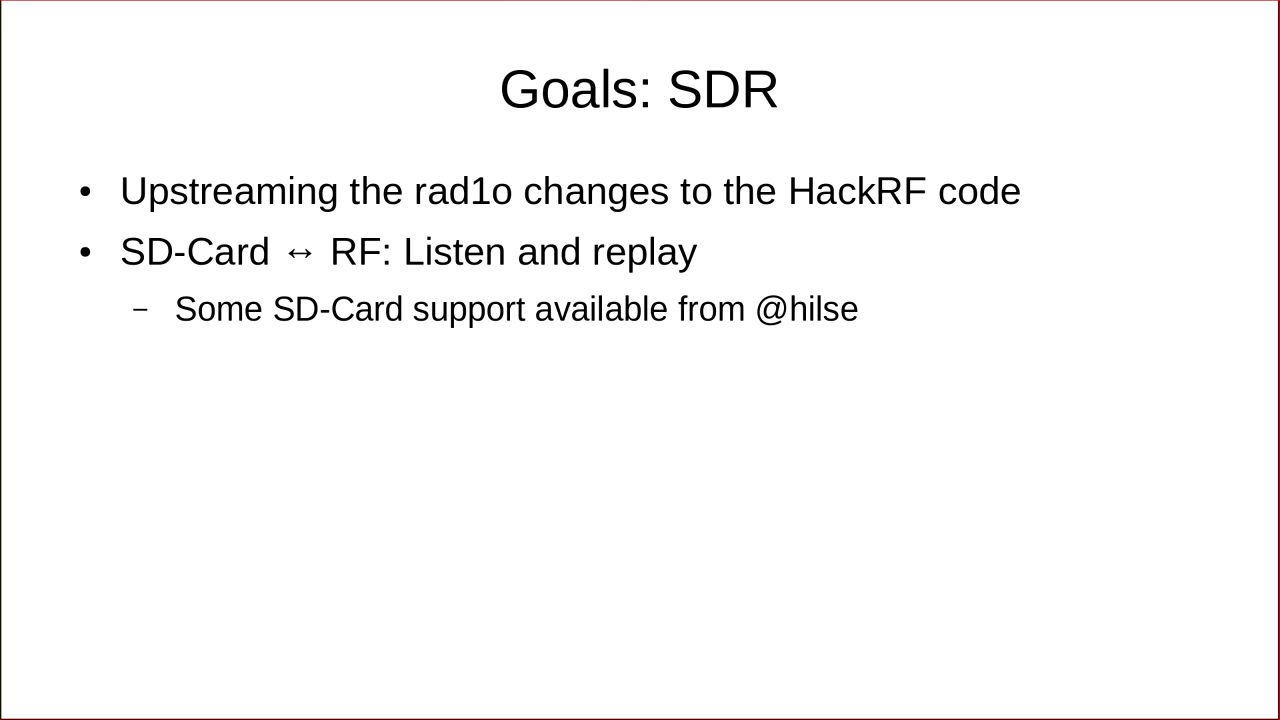 Goals: SDR
• Upstreaming the rad1o changes to the HackRF code
• SD-Card ↔ RF: Listen and replay
– Some SD-Card support available from @hilse